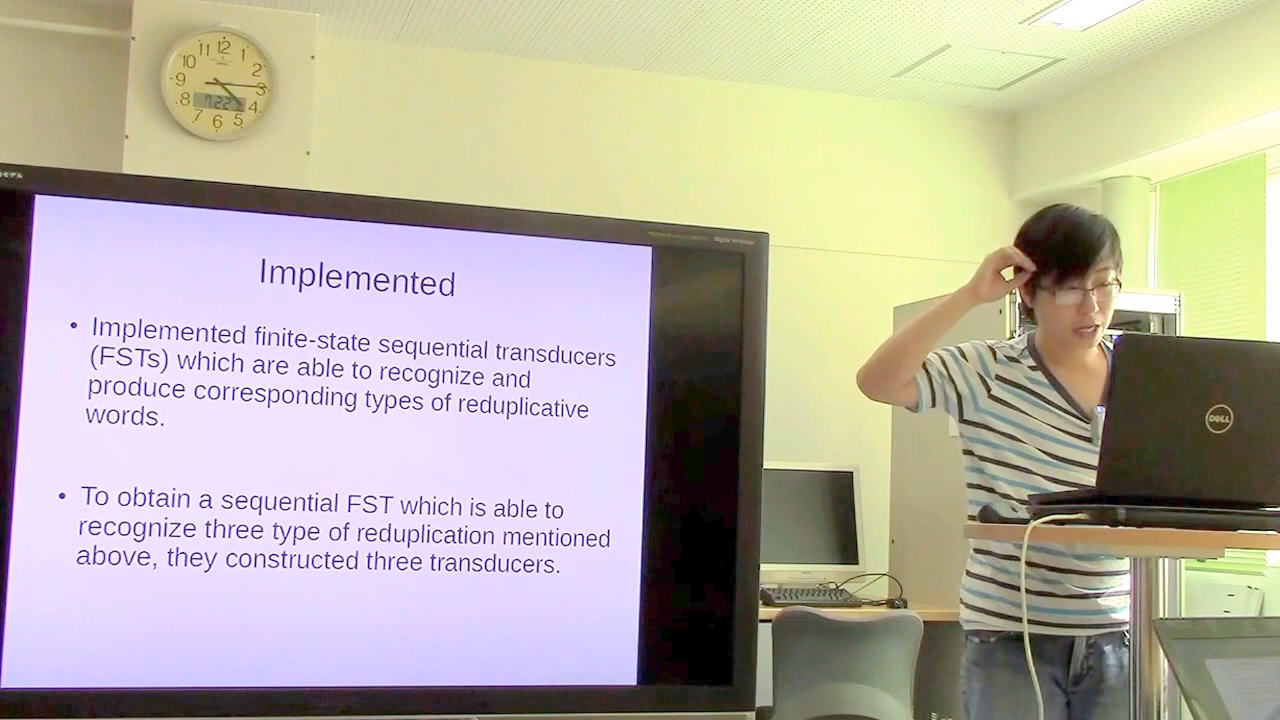 11 12 1
10 2
9 3
8 4
7 6 5
7 22
Implemented
• Implemented finite-state sequential transducers
(FSTs) which are able to recognize and
produce corresponding types of reduplicative
words.
• To obtain a sequential FST which is able to
recognize three type of reduplication mentioned
above, they constructed three transducers.
DELL